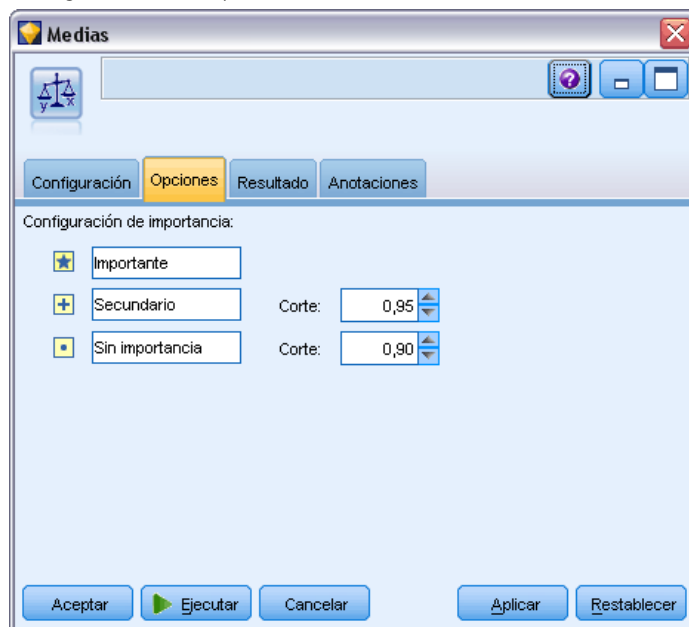 Medias
y x
Configuración Opciones Resultado Anotaciones
Configuración de importancia:
Importante
Secundario Corte: 0,95
Sin importancia Corte: 0,90
Aceptar Ejecutar Cancelar Aplicar Restablecer